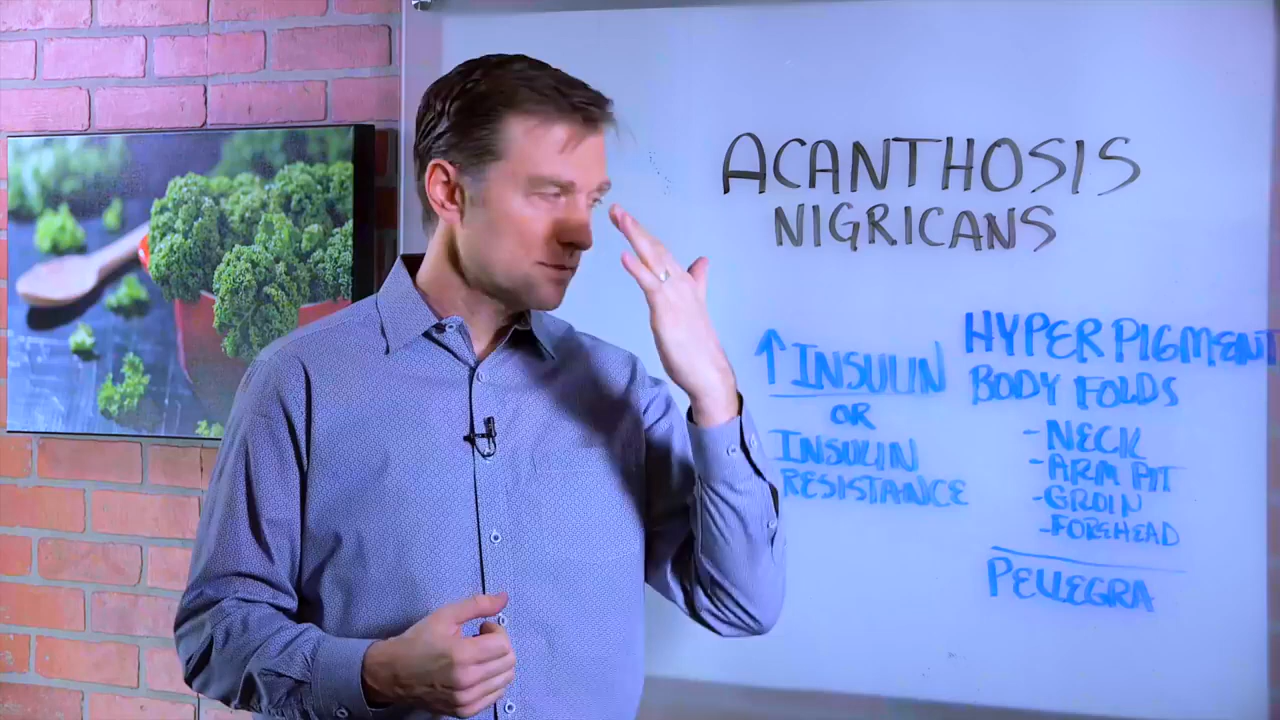 ACANTHOSIS
NIGRICANS
↑ INSULIN
OR
INSULIN
RESISTANCE
HYPERPIGMENT
BODY FOLDS
- NECK
- ARM PIT
- GROIN
- FOREHEAD
PELLEGRA